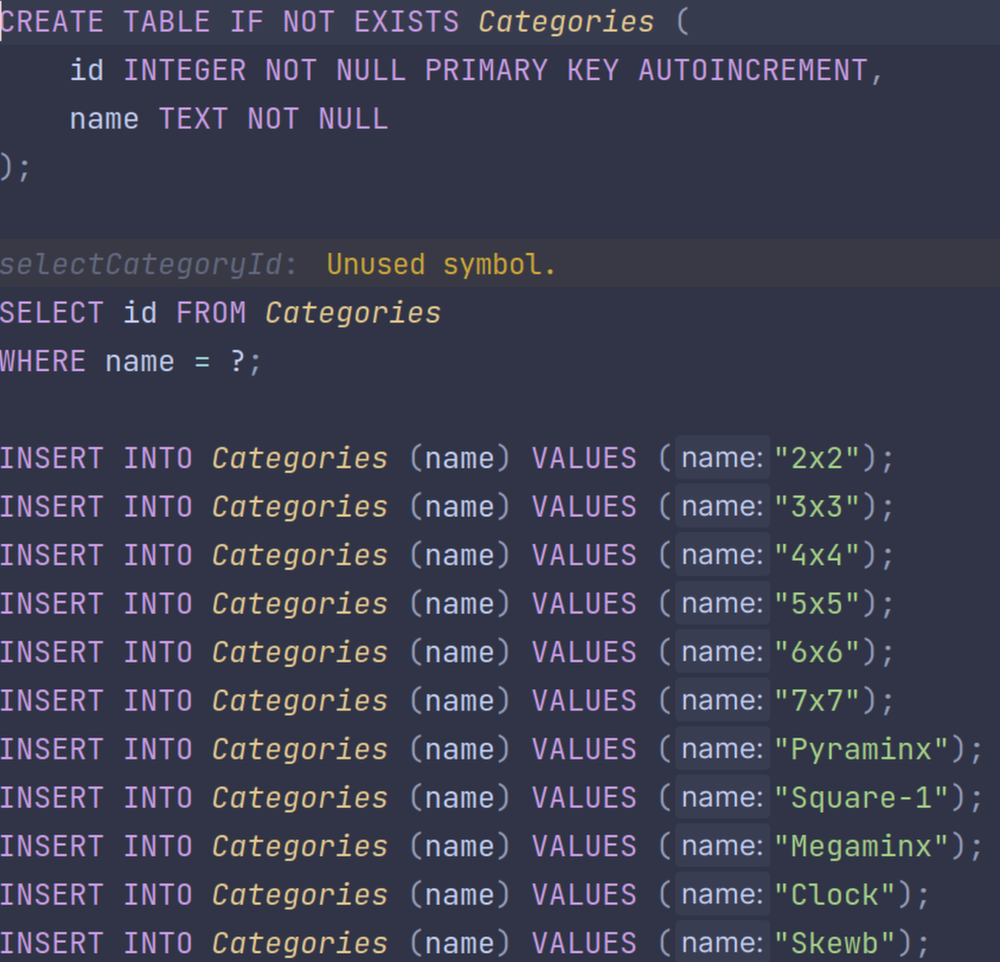 CREATE TABLE IF NOT EXISTS Categories (
    id INTEGER NOT NULL PRIMARY KEY AUTOINCREMENT,
    name TEXT NOT NULL
);
selectCategoryId: Unused symbol.
SELECT id FROM Categories
WHERE name = ?;
INSERT INTO Categories (name) VALUES (name: "2x2");
INSERT INTO Categories (name) VALUES (name: "3x3");
INSERT INTO Categories (name) VALUES (name: "4x4");
INSERT INTO Categories (name) VALUES (name: "5x5");
INSERT INTO Categories (name) VALUES (name: "6x6");
INSERT INTO Categories (name) VALUES (name: "7x7");
INSERT INTO Categories (name) VALUES (name: "Pyraminx");
INSERT INTO Categories (name) VALUES (name: "Square-1");
INSERT INTO Categories (name) VALUES (name: "Megaminx");
INSERT INTO Categories (name) VALUES (name: "Clock");
INSERT INTO Categories (name) VALUES (name: "Skewb");